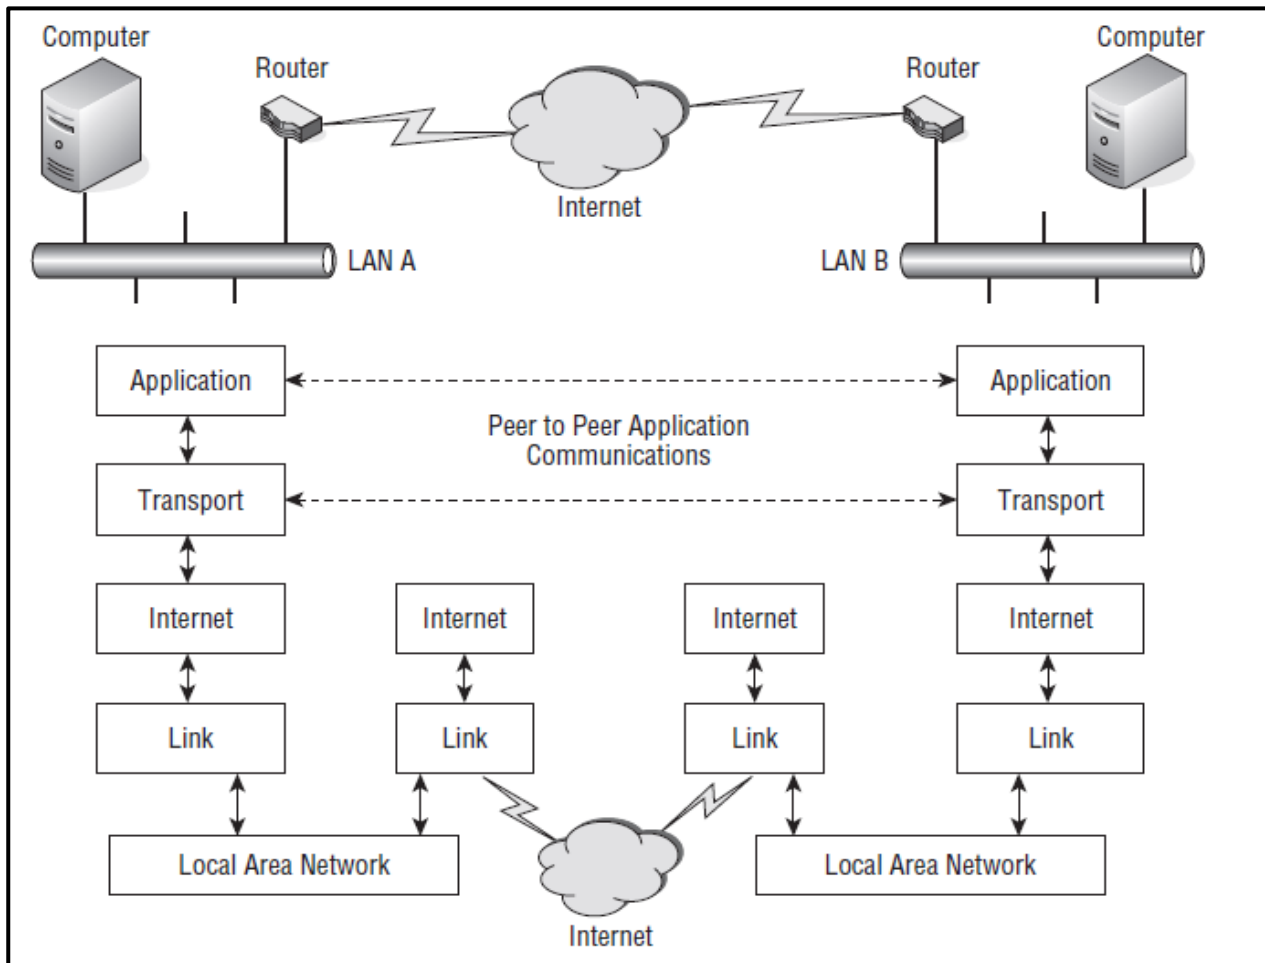 Computer
Computer
Router
Router
Internet
LAN A
LAN B
Application
Application
Peer to Peer Application
Communications
Transport
Transport
Internet
Internet
Internet
Internet
Link
Link
Link
Link
Local Area Network
Local Area Network
Internet